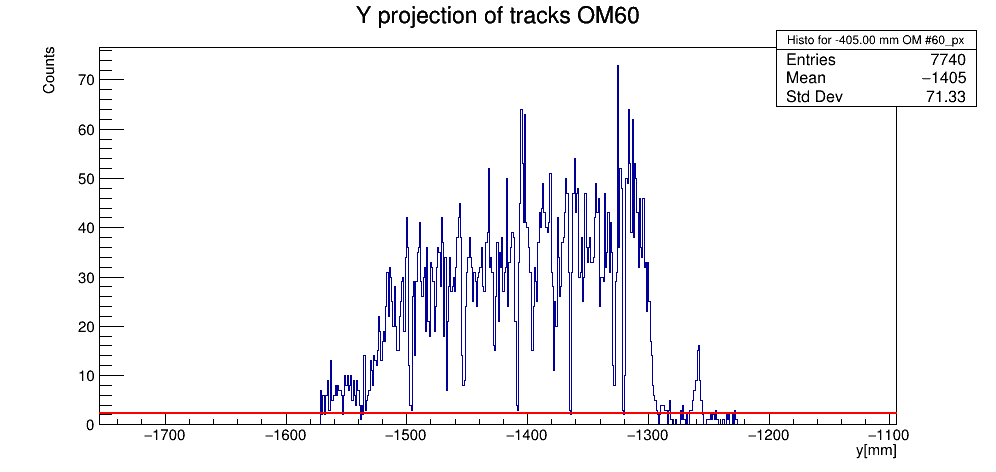 Y projection of tracks OM60
Histo for -405.00 mm OM #60_px
Entries 7740
Mean −1405
Std Dev 71.33
Counts
70
60
50
40
30
20
10
0
−1700 −1600 −1500 −1400 −1300 −1200 −1100
y[mm]